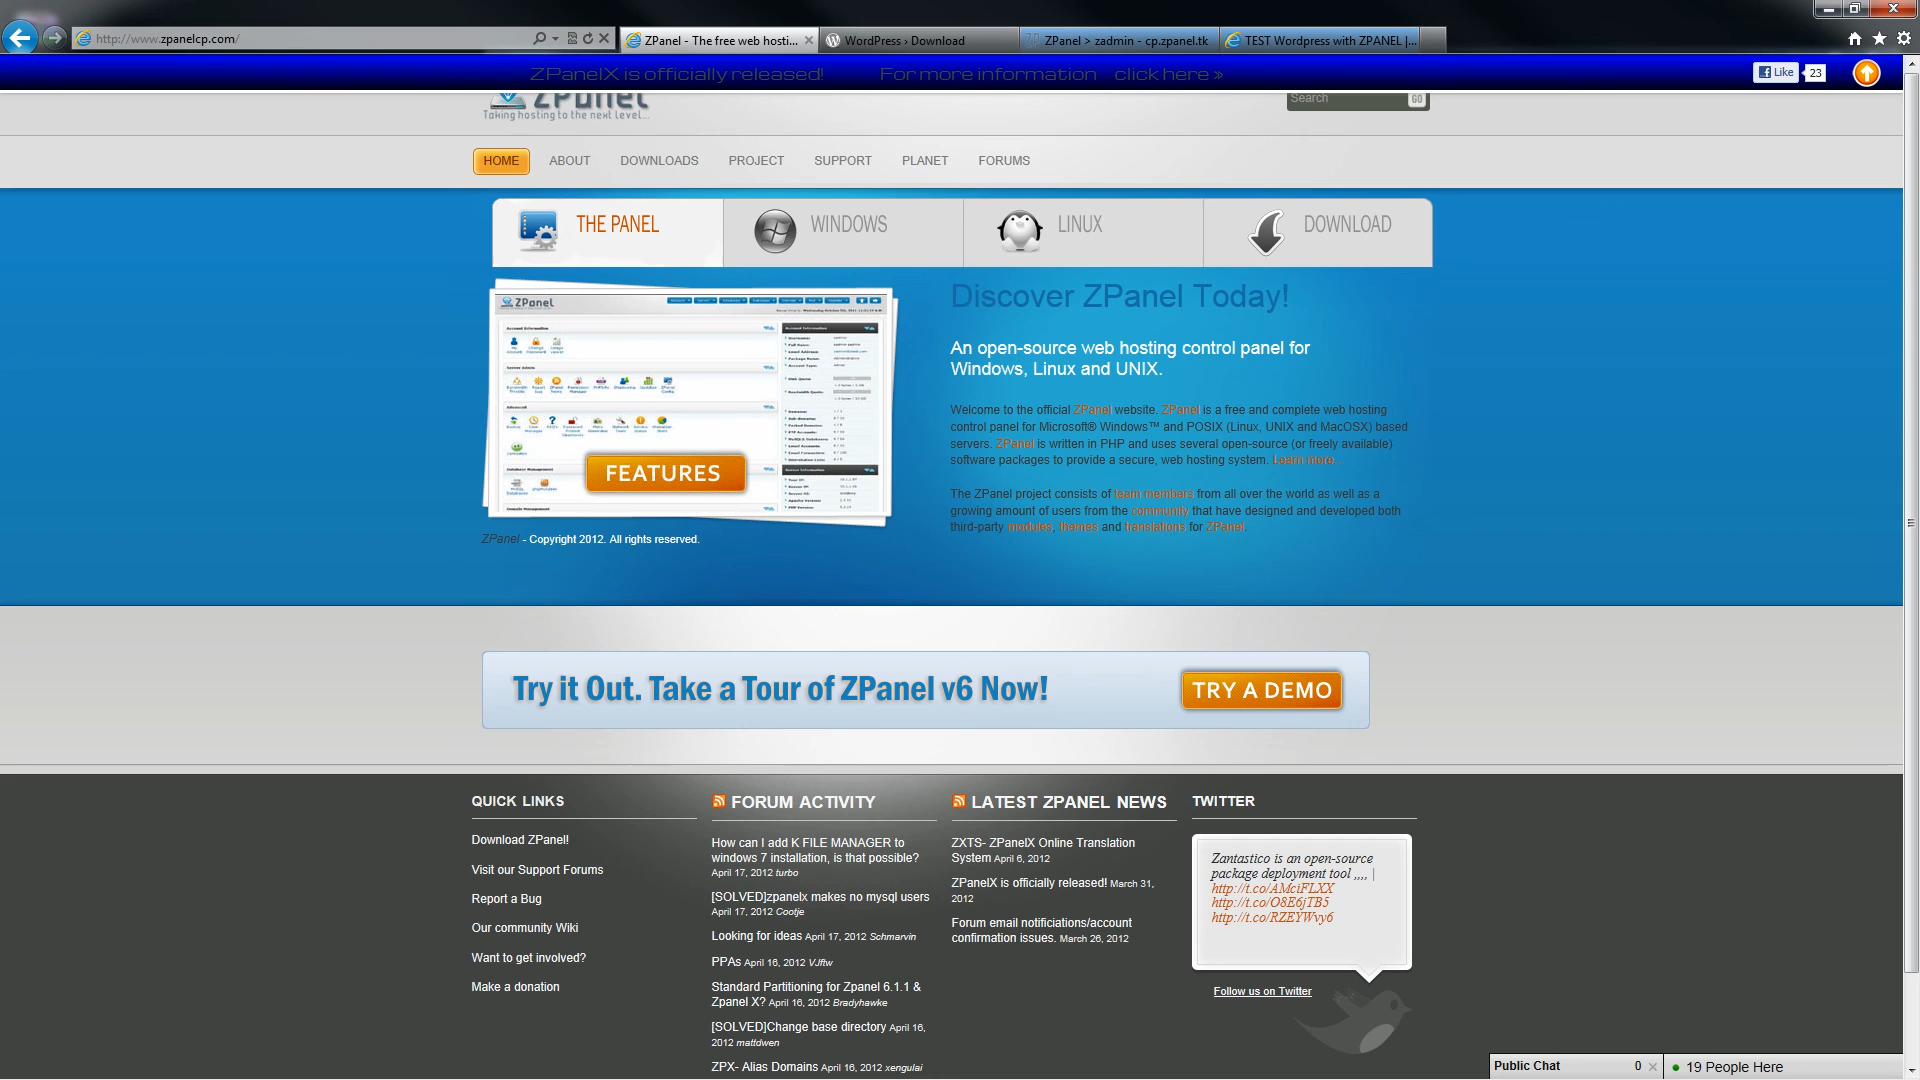 http://www.zpanelcp.com/
ZPanel - The free web hosti...
WordPress › Download
ZPanel > zadmin - cp.zpanel.tk
TEST Wordpress with ZPANEL |...
ZPanelX is officially released! For more information click here »
Like 23
ZPanel
Taking hosting to the next level...
Search GO
HOME ABOUT DOWNLOADS PROJECT SUPPORT PLANET FORUMS
THE PANEL WINDOWS LINUX DOWNLOAD
ZPanel
FEATURES
ZPanel - Copyright 2012. All rights reserved.
Discover ZPanel Today!
An open-source web hosting control panel for
Windows, Linux and UNIX.
Welcome to the official ZPanel website. ZPanel is a free and complete web hosting
control panel for Microsoft® Windows™ and POSIX (Linux, UNIX and MacOSX) based
servers. ZPanel is written in PHP and uses several open-source (or freely available)
software packages to provide a secure, web hosting system. Learn more...
The ZPanel project consists of team members from all over the world as well as a
growing amount of users from the community that have designed and developed both
third-party modules, themes and translations for ZPanel.
Try it Out. Take a Tour of ZPanel v6 Now!
TRY A DEMO
QUICK LINKS
Download ZPanel!
Visit our Support Forums
Report a Bug
Our community Wiki
Want to get involved?
Make a donation
FORUM ACTIVITY
How can I add K FILE MANAGER to
windows 7 installation, is that possible?
April 17, 2012 turbo
[SOLVED]zpanelx makes no mysql users
April 17, 2012 Cootje
Looking for ideas April 17, 2012 Schmarvin
PPAs April 16, 2012 VJftw
Standard Partitioning for Zpanel 6.1.1 &
Zpanel X? April 16, 2012 Bradyhawke
[SOLVED]Change base directory April 16,
2012 mattdwen
ZPX- Alias Domains April 16, 2012 xengulai
LATEST ZPANEL NEWS
ZXTS- ZPanelX Online Translation
System April 6, 2012
ZPanelX is officially released! March 31,
2012
Forum email notificiations/account
confirmation issues. March 26, 2012
TWITTER
Zantastico is an open-source
package deployment tool ,,,, |
http://t.co/AMciFLXX
http://t.co/O8E6jTB5
http://t.co/RZEYWvy6
Follow us on Twitter
Public Chat 0
19 People Here